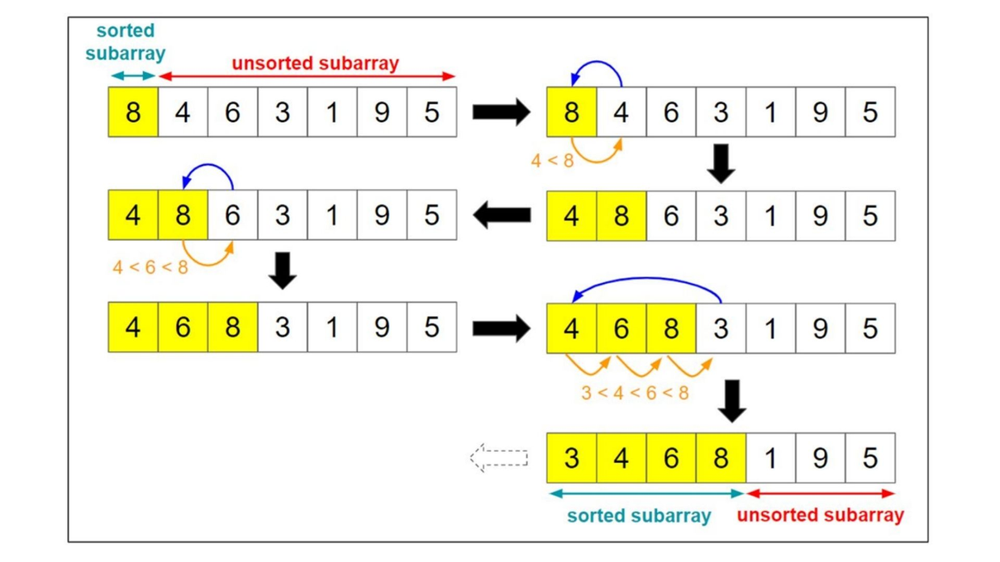 sorted
subarray
unsorted subarray
8 4 6 3 1 9 5
8 4 6 3 1 9 5
4 < 8
4 8 6 3 1 9 5
4 < 6 < 8
4 8 6 3 1 9 5
4 6 8 3 1 9 5
4 6 8 3 1 9 5
3 < 4 < 6 < 8
3 4 6 8 1 9 5
sorted subarray
unsorted subarray